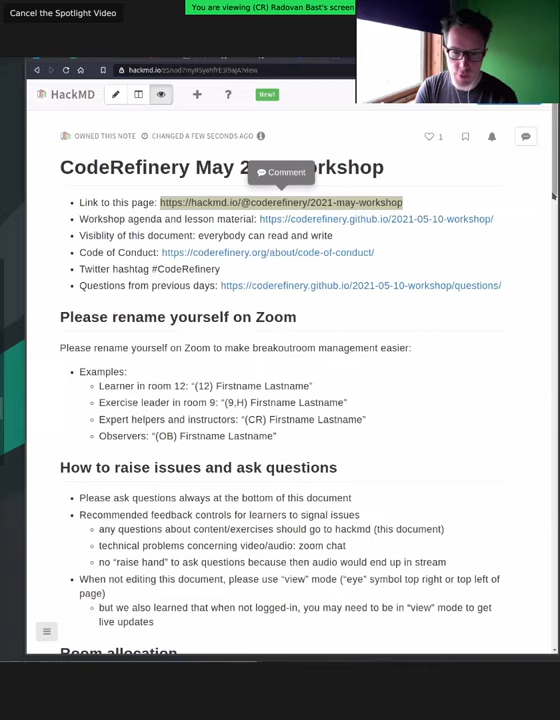 Cancel the Spotlight Video
You are viewing (CR) Radovan Bast's screen
HackMD
New!
OWNED THIS NOTE CHANGED A FEW SECONDS AGO
1
CodeRefinery May 2 orkshop
Comment
Link to this page: https://hackmd.io/@coderefinery/2021-may-workshop
Workshop agenda and lesson material: https://coderefinery.github.io/2021-05-10-workshop/
Visiblity of this document: everybody can read and write
Code of Conduct: https://coderefinery.org/about/code-of-conduct/
Twitter hashtag #CodeRefinery
Questions from previous days: https://coderefinery.github.io/2021-05-10-workshop/questions/
Please rename yourself on Zoom
Please rename yourself on Zoom to make breakoutroom management easier:
Examples:
Learner in room 12: “(12) Firstname Lastname”
Exercise leader in room 9: “(9,H) Firstname Lastname”
Expert helpers and instructors: “(CR) Firstname Lastname”
Observers: “(OB) Firstname Lastname”
How to raise issues and ask questions
Please ask questions always at the bottom of this document
Recommended feedback controls for learners to signal issues
any questions about content/exercises should go to hackmd (this document)
technical problems concerning video/audio: zoom chat
no “raise hand” to ask questions because then audio would end up in stream
When not editing this document, please use “view” mode (“eye” symbol top right or top left of
page)
but we also learned that when not logged-in, you may need to be in “view” mode to get
live updates
Room allocation